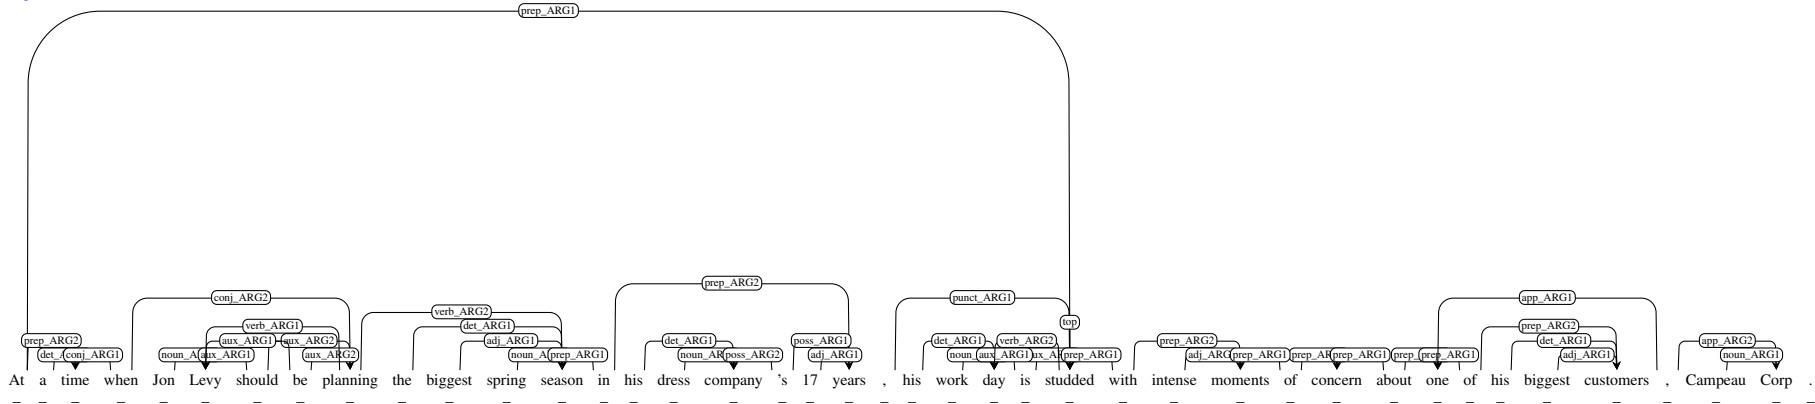 prep_ARG1
prep_ARG2
conj_ARG2
verb_ARG2
punct_ARG1
app_ARG1
top
verb_ARG1
det_ARG1
prep_ARG2
aux_ARG1 aux_ARG2 adj_ARG1 det_ARG1 poss_ARG1 det_ARG1 verb_ARG2 prep_ARG2 det_ARG1 app_ARG2
conj_ARG1 aux_ARG1 aux_ARG2 prep_ARG1 poss_ARG2 adj_ARG1 aux_ARG1 prep_ARG1 prep_ARG1 prep_ARG1 prep_ARG1 adj_ARG1 noun_ARG1
At a time when Jon Levy should be planning the biggest spring season in his dress company 's 17 years , his work day is studded with intense moments of concern about one of his biggest customers , Campeau Corp .